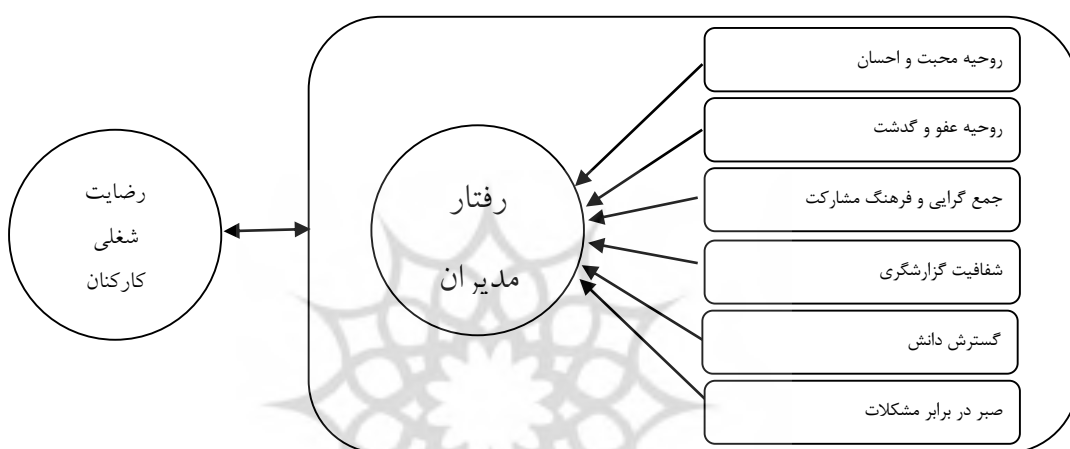 روحیه محبت و احسان
روحیه عفو و گدشت
جمع گرایی و فرهنگ مشارکت
شفافیت گزارشگری
گسترش دانش
صبر در برابر مشکلات
رفتار
مدیران
رضایت
شغلی
کارکنان